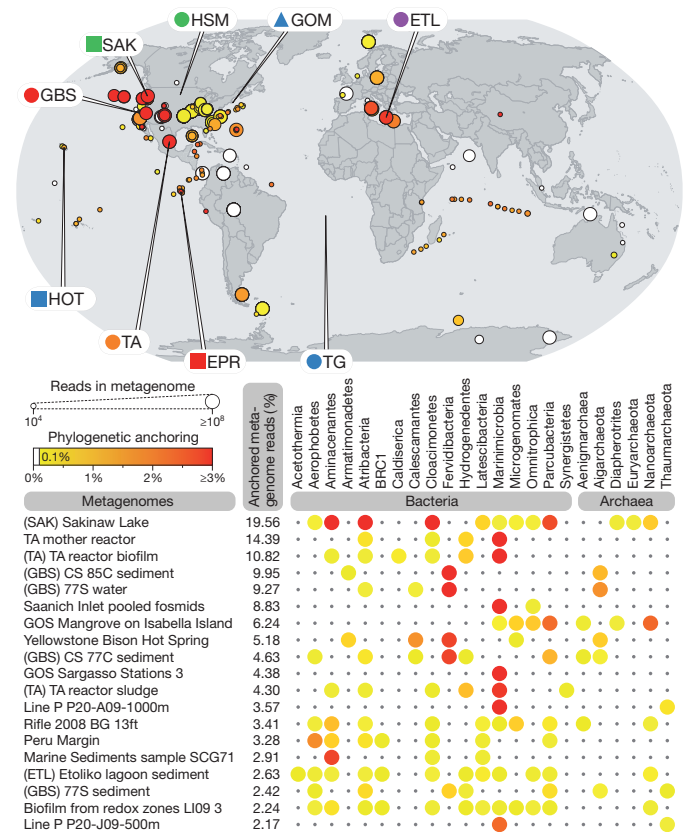 HSM
GOM
ETL
SAK
GBS
HOT
TA
EPR
TG
Reads in metagenome
10⁴
≥10⁸
Phylogenetic anchoring
0.1%
0
1%
2%
≥3%
Metagenomes
Anchored meta-
genome reads (%)
Acetothermia
Aerophobetes
Aminacenantes
Armatimonadetes
Atribacteria
BRC1
Caldiserica
Calescamantes
Cloacimonetes
Fervidibacteria
Hydrogenedentes
Latescibacteria
Marinimicrobia
Microgenomates
Omnitrophica
Parcubacteria
Synergistetes
Aenigmarchaea
Aigarchaeota
Diapherotrites
Euryarchaeota
Nanoarchaeota
Thaumarchaeota
Bacteria
Archaea
(SAK) Sakinaw Lake 19.56
TA mother reactor 14.39
(TA) TA reactor biofilm 10.82
(GBS) CS 85C sediment 9.95
(GBS) 77S water 9.27
Saanich Inlet pooled fosmids 8.83
GOS Mangrove on Isabella Island 6.24
Yellowstone Bison Hot Spring 5.18
(GBS) CS 77C sediment 4.63
GOS Sargasso Stations 3 4.38
(TA) TA reactor sludge 4.30
Line P P20-A09-1000m 3.57
Rifle 2008 BG 13ft 3.41
Peru Margin 3.28
Marine Sediments sample SCG71 2.91
(ETL) Etoliko lagoon sediment 2.63
(GBS) 77S sediment 2.42
Biofilm from redox zones LI09 3 2.24
Line P P20-J09-500m 2.17